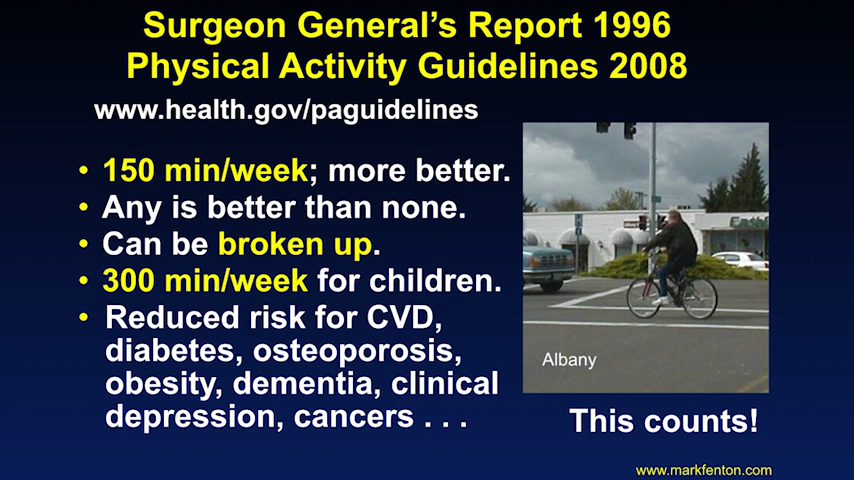 Surgeon General's Report 1996
Physical Activity Guidelines 2008
www.health.gov/paguidelines
• 150 min/week; more better.
• Any is better than none.
• Can be broken up.
• 300 min/week for children.
• Reduced risk for CVD,
diabetes, osteoporosis,
obesity, dementia, clinical
depression, cancers . . .
Albany
This counts!
www.markfenton.com